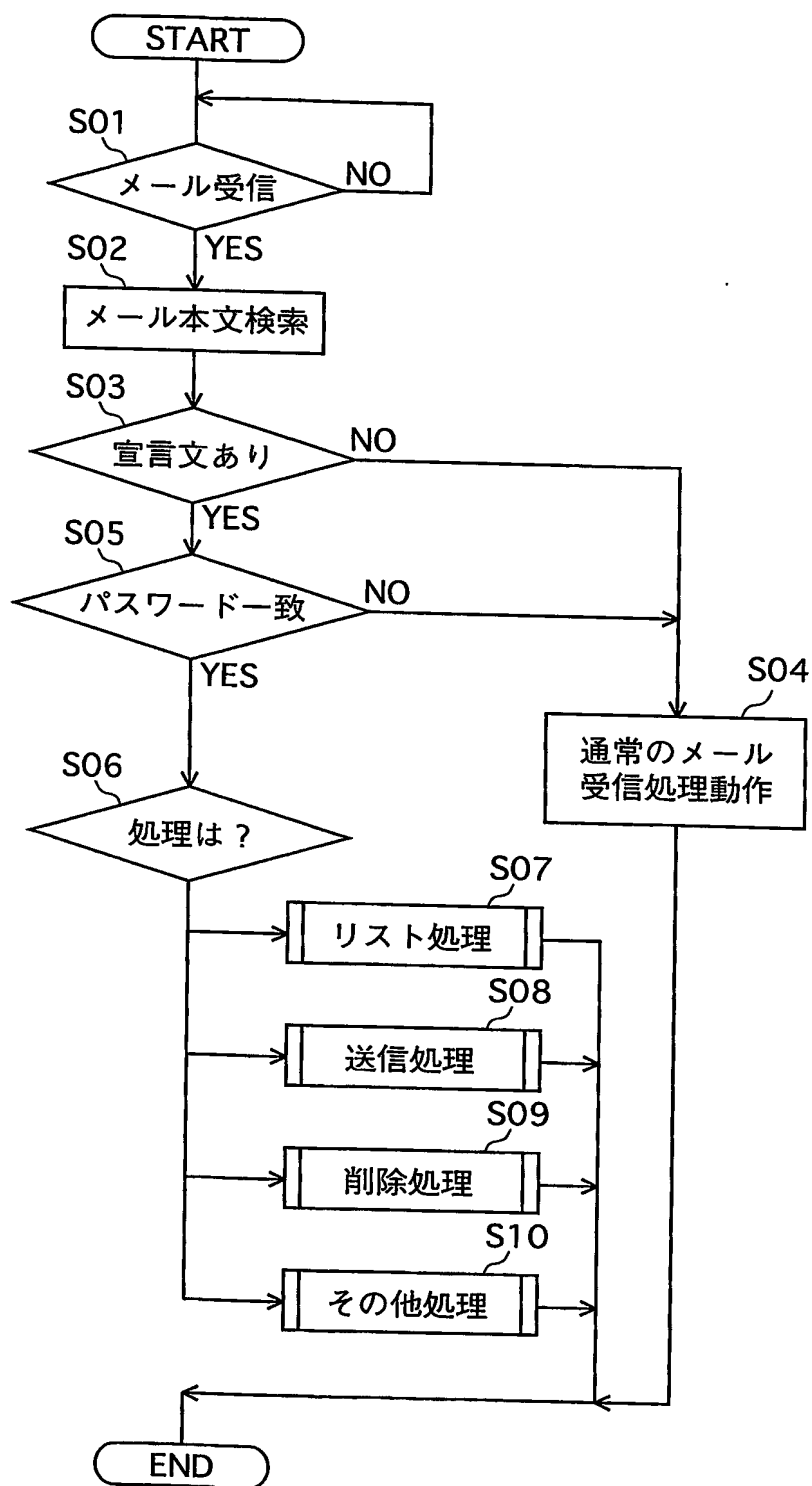 START
S01
メール受信
NO
YES
S02
メール本文検索
S03
宣言文あり
NO
YES
S05
パスワード一致
NO
YES
S04
通常のメール
受信処理動作
S06
処理は?
S07
リスト処理
S08
送信処理
S09
削除処理
S10
その他処理
END